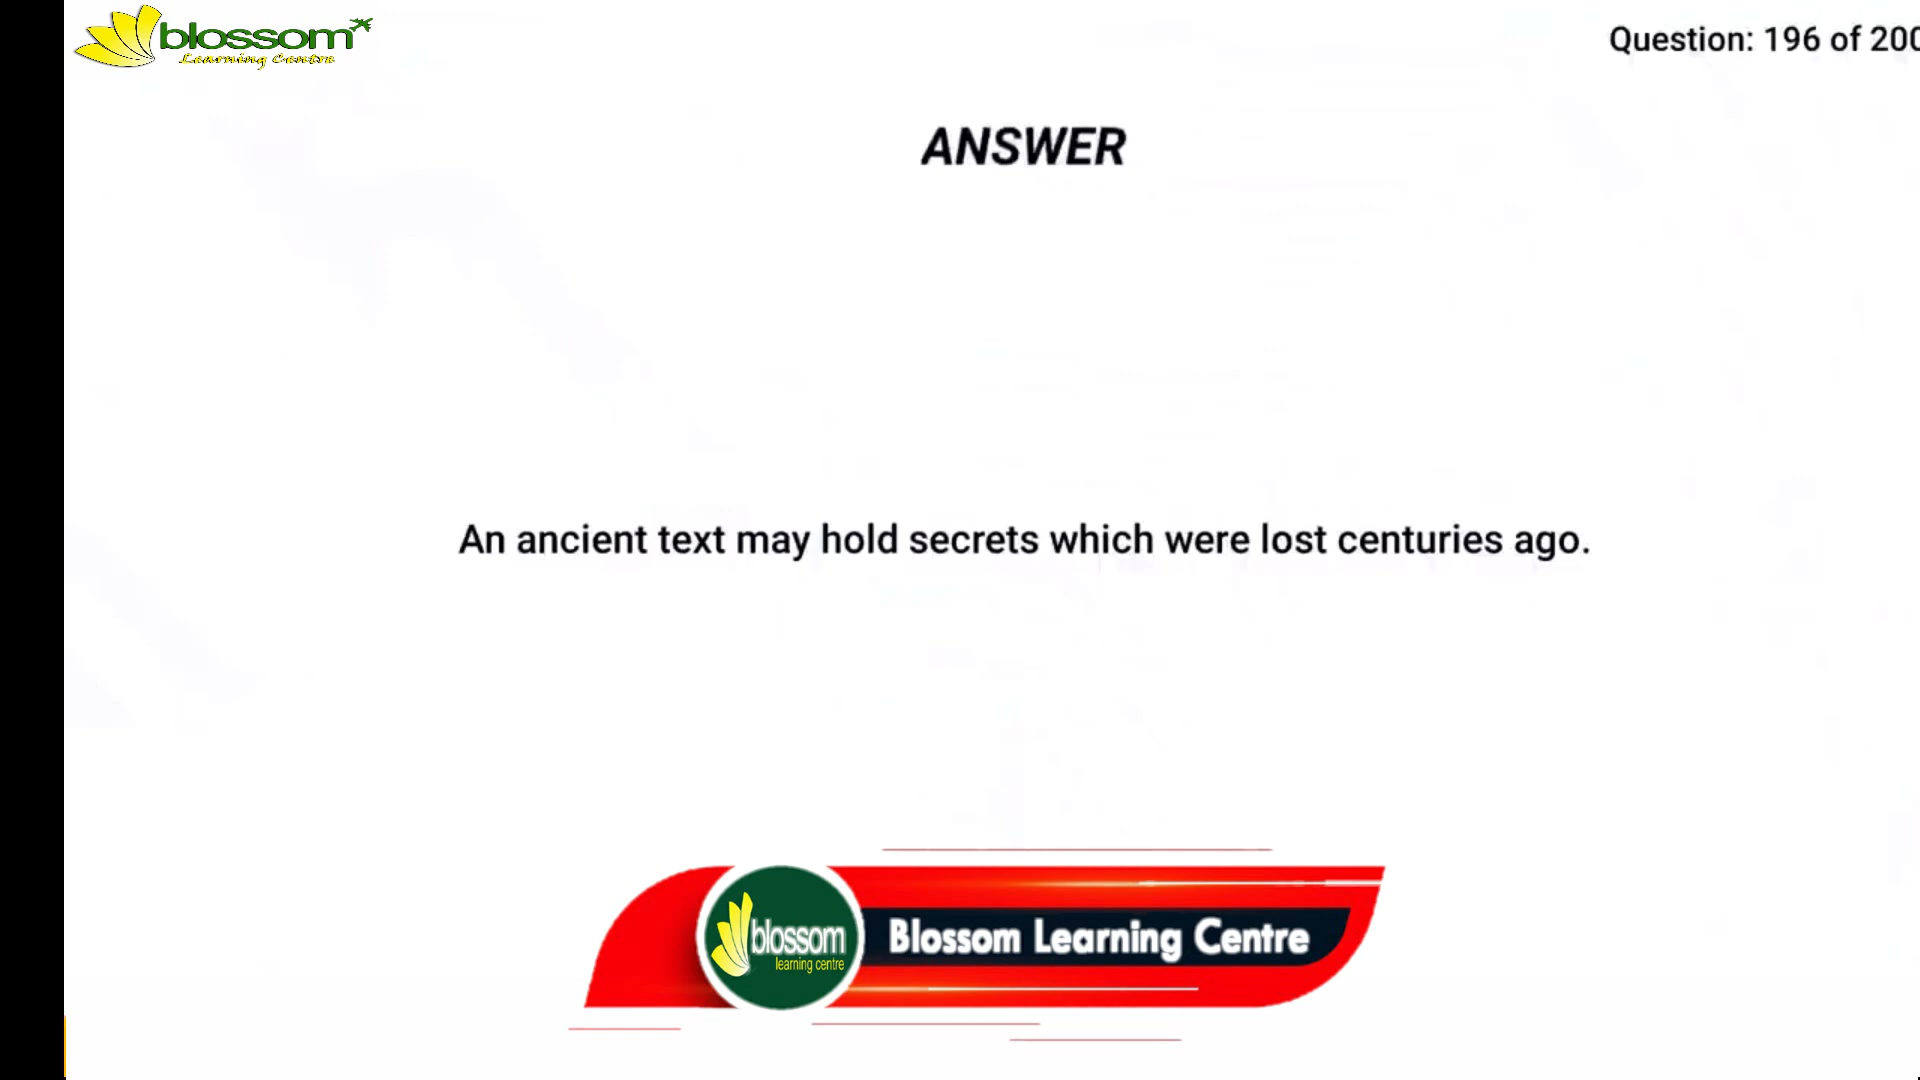 blossom
Learning Centre
Question: 196 of 200
ANSWER
An ancient text may hold secrets which were lost centuries ago.
blossom
learning centre
Blossom Learning Centre